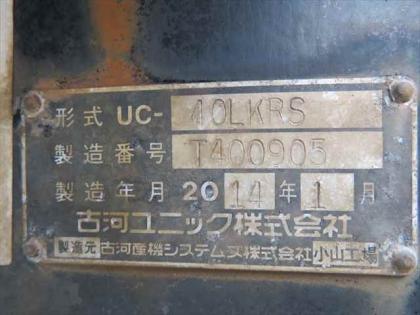 形式 UC- 40LKRS
製造番号 T400905
製造年月 2014年1月
古河ユニック株式会社
製造元 古河産機システムズ株式会社 小山工場